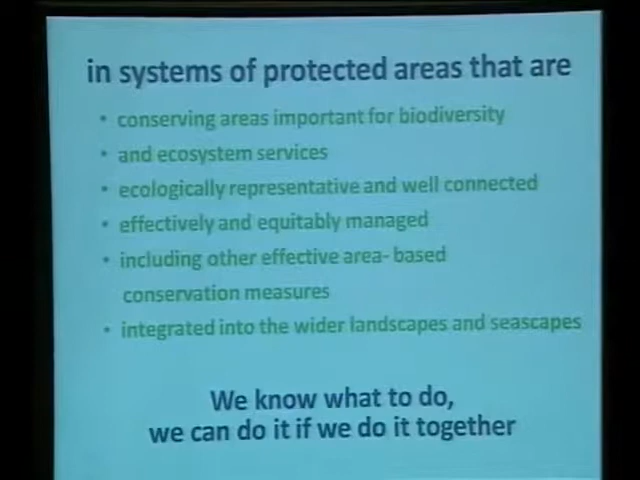 in systems of protected areas that are
• conserving areas important for biodiversity
• and ecosystem services
• ecologically representative and well connected
• effectively and equitably managed
• including other effective area- based
conservation measures
• integrated into the wider landscapes and seascapes
We know what to do,
we can do it if we do it together